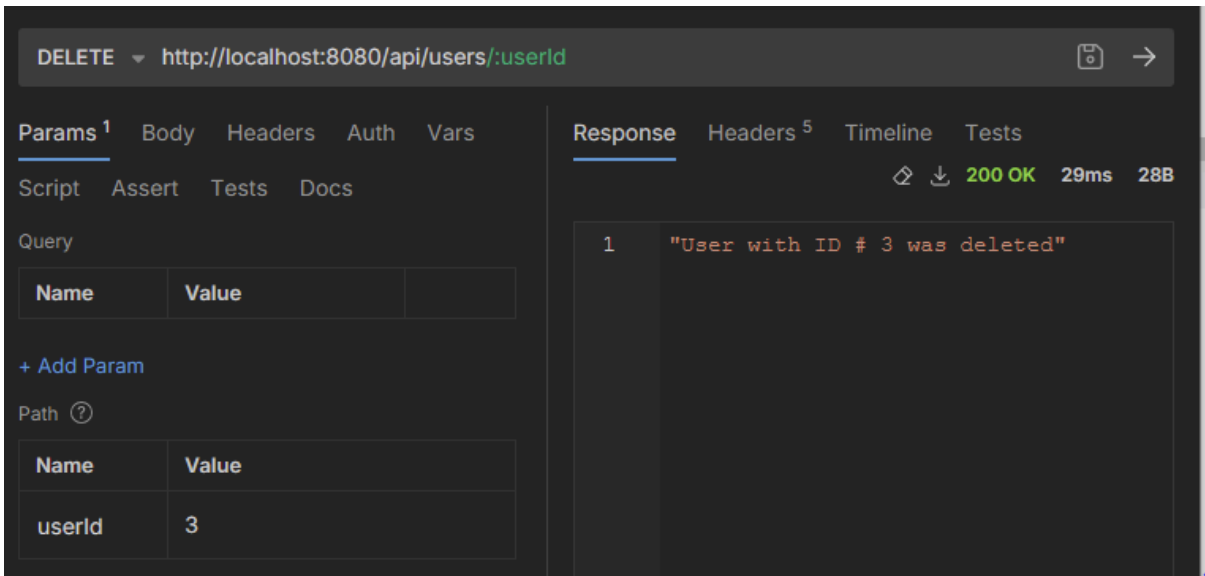 DELETE http://localhost:8080/api/users/:userId
Params 1 Body Headers Auth Vars
Script Assert Tests Docs
Query
Name Value
+ Add Param
Path ?
Name Value
userId 3
Response Headers 5 Timeline Tests
200 OK 29ms 28B
1 "User with ID # 3 was deleted"